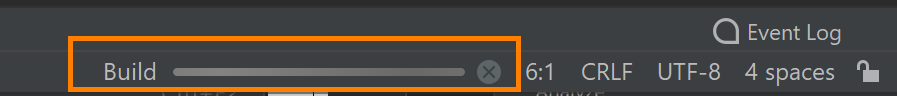 Event Log
Build 6:1 CRLF UTF-8 4 spaces